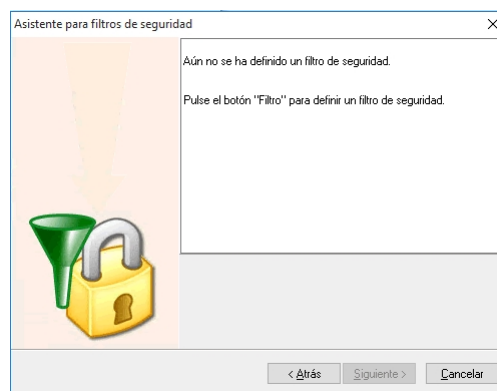 Asistente para filtros de seguridad
Aún no se ha definido un filtro de seguridad.
Pulse el botón "Filtro" para definir un filtro de seguridad.
< Atrás
Siguiente >
Cancelar